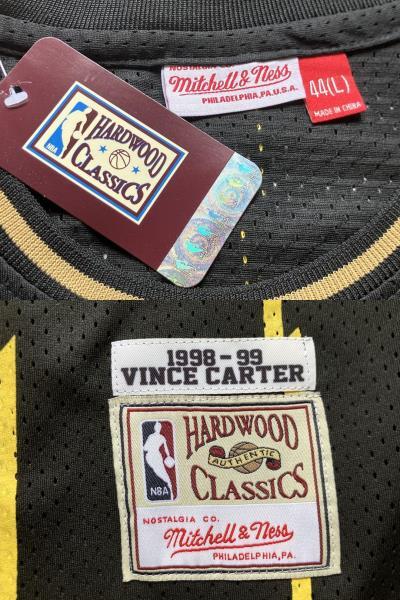 NOSTALGIA CO.
Mitchell & Ness
PHILADELPHIA, PA. U.S.A.
44(L)
MADE IN CHINA
HARDWOOD
CLASSICS
NBA
1998-99
VINCE CARTER
HARDWOOD
AUTHENTIC
CLASSICS
NBA
NOSTALGIA CO.
Mitchell & Ness
PHILADELPHIA, PA.